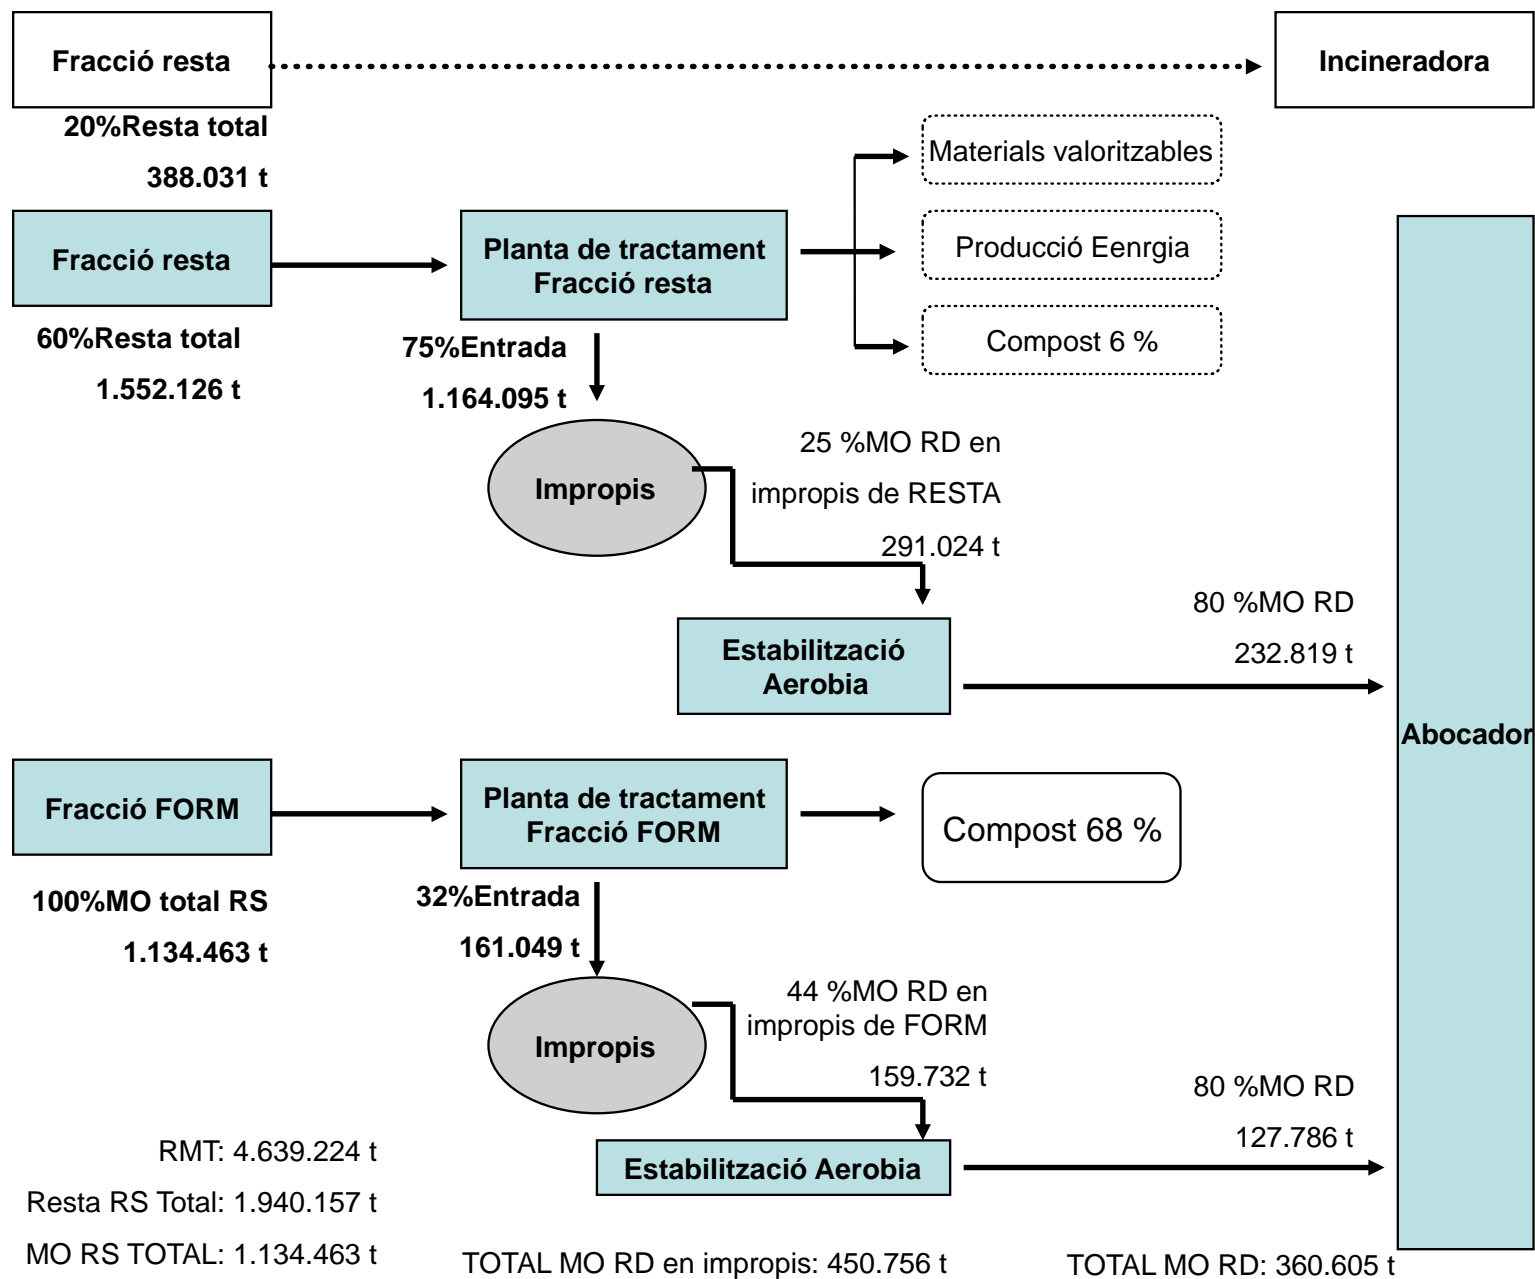 Fracció resta
Incineradora
20%Resta total
388.031 t
Materials valoritzables
Fracció resta
Planta de tractament
Fracció resta
Producció Eenrgia
60%Resta total
1.552.126 t
75%Entrada
1.164.095 t
Compost 6 %
Impropis
25 %MO RD en
impropis de RESTA
291.024 t
80 %MO RD
232.819 t
Estabilització
Aerobia
Abocador
Fracció FORM
Planta de tractament
Fracció FORM
Compost 68 %
100%MO total RS
1.134.463 t
32%Entrada
161.049 t
Impropis
44 %MO RD en
impropis de FORM
159.732 t
80 %MO RD
127.786 t
Estabilització Aerobia
RMT: 4.639.224 t
Resta RS Total: 1.940.157 t
MO RS TOTAL: 1.134.463 t
TOTAL MO RD en impropis: 450.756 t
TOTAL MO RD: 360.605 t